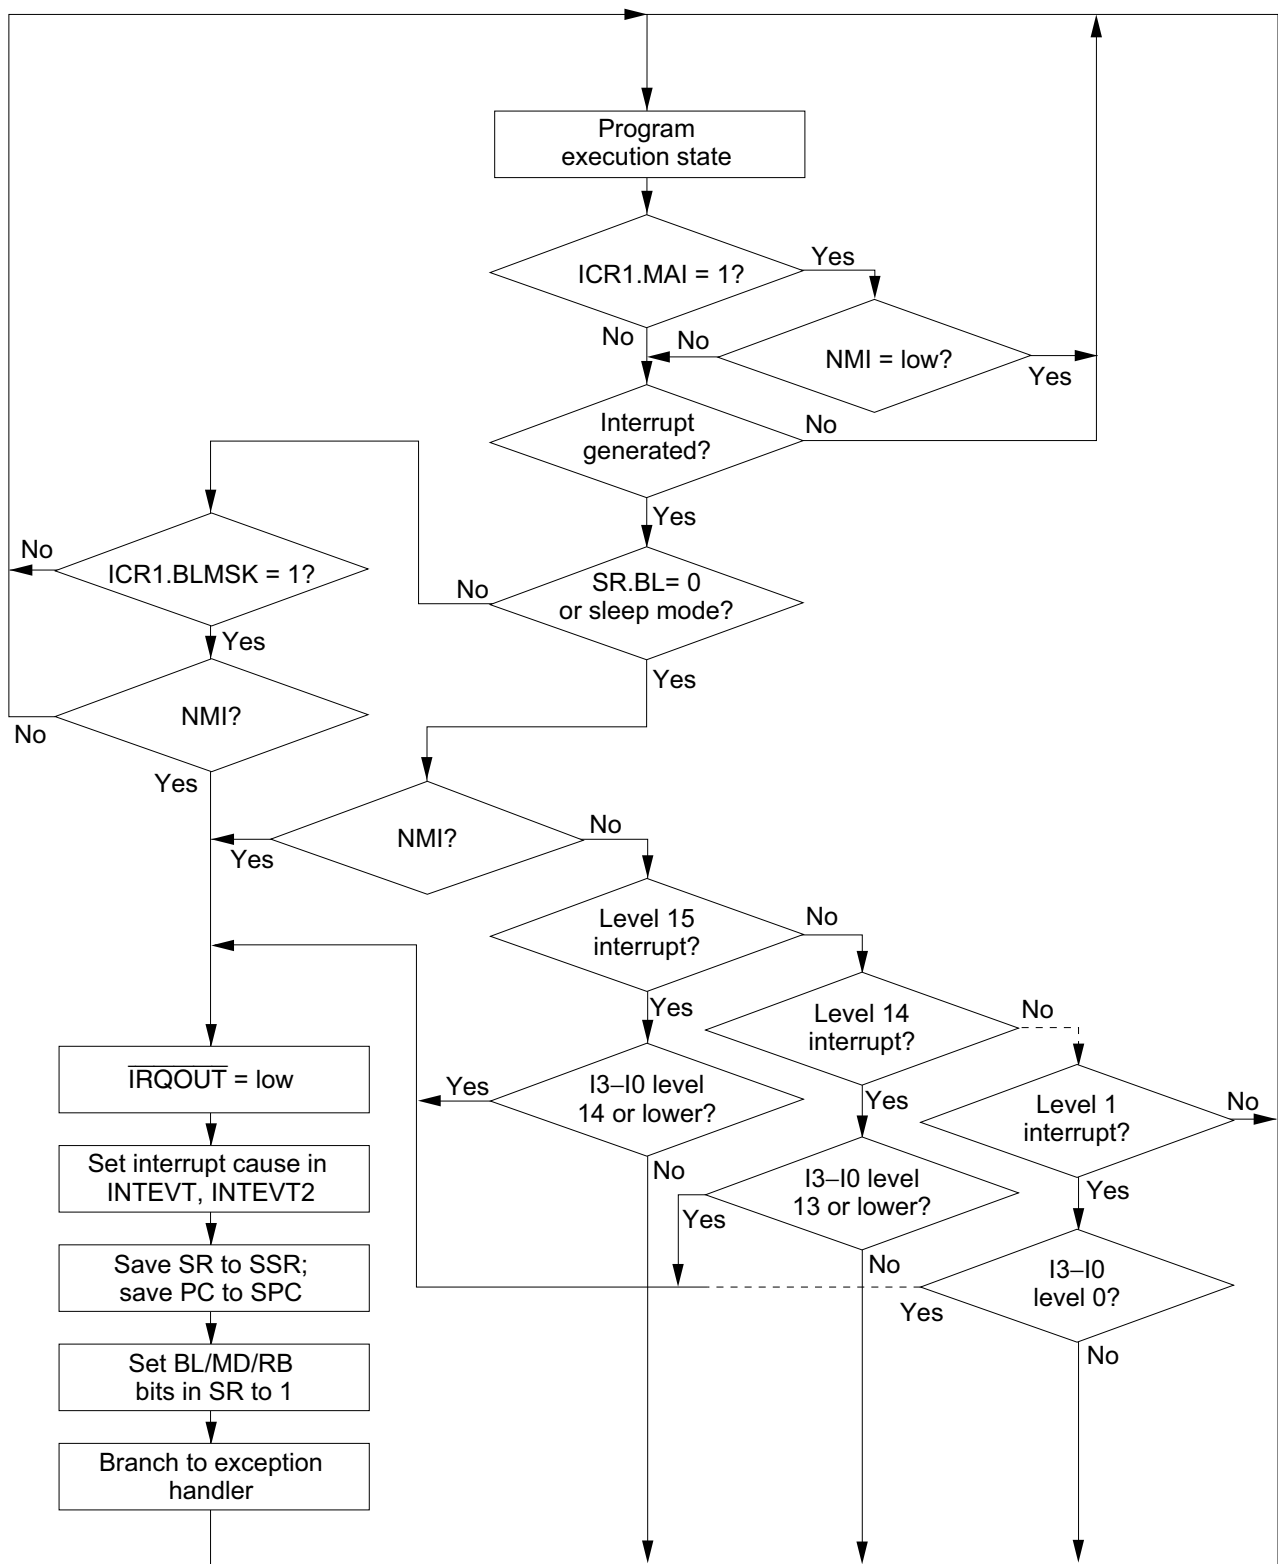 Program
execution state
ICR1.MAI = 1?
Yes
No
NMI = low?
No
Yes
Interrupt
generated?
No
Yes
SR.BL= 0
or sleep mode?
No
Yes
ICR1.BLMSK = 1?
No
Yes
NMI?
No
Yes
NMI?
Yes
No
Level 15
interrupt?
No
Yes
Level 14
interrupt?
No
Yes
I3–I0 level
14 or lower?
Yes
No
Level 1
interrupt?
No
Yes
I3–I0 level
13 or lower?
Yes
No
I3–I0
level 0?
Yes
No
IRQOUT = low
Set interrupt cause in
INTEVT, INTEVT2
Save SR to SSR;
save PC to SPC
Set BL/MD/RB
bits in SR to 1
Branch to exception
handler